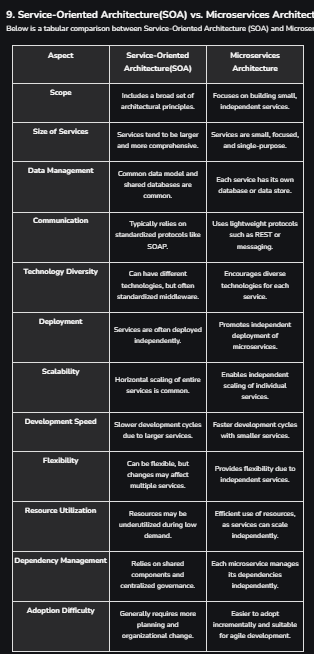 9. Service-Oriented Architecture(SOA) vs. Microservices Architect
Below is a tabular comparison between Service-Oriented Architecture (SOA) and Microser
Aspect
Service-Oriented
Architecture(SOA)
Microservices
Architecture
Scope
Includes a broad set of
architectural principles.
Focuses on building small,
independent services.
Size of Services
Services tend to be larger
and more comprehensive.
Services are small, focused,
and single-purpose.
Data Management
Common data model and
shared databases are
common.
Each service has its own
database or data store.
Communication
Typically relies on
standardized protocols like
SOAP.
Uses lightweight protocols
such as REST or
messaging.
Technology Diversity
Can have different
technologies, but often
standardized middleware.
Encourages diverse
technologies for each
service.
Deployment
Services are often deployed
independently.
Promotes independent
deployment of
microservices.
Scalability
Horizontal scaling of entire
services is common.
Enables independent
scaling of individual
services.
Development Speed
Slower development cycles
due to larger services.
Faster development cycles
with smaller services.
Flexibility
Can be flexible, but
changes may affect
multiple services.
Provides flexibility due to
independent services.
Resource Utilization
Resources may be
underutilized during low
demand.
Efficient use of resources,
as services can scale
independently.
Dependency Management
Relies on shared
components and
centralized governance.
Each microservice manages
its dependencies
independently.
Adoption Difficulty
Generally requires more
planning and
organizational change.
Easier to adopt
incrementally and suitable
for agile development.